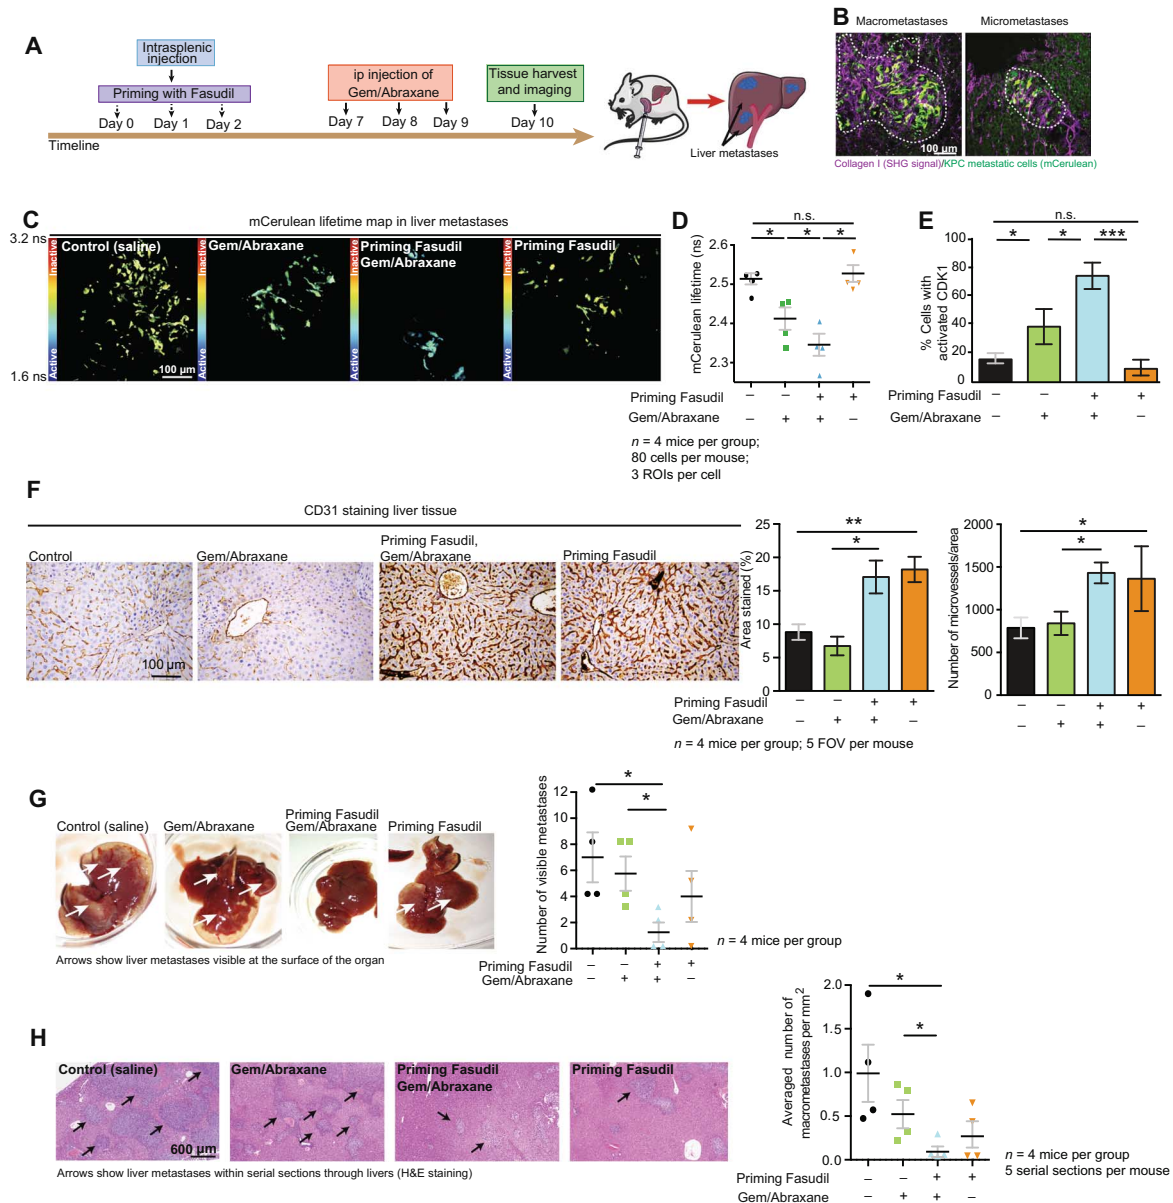 A
Intrasplenic
injection
Priming with Fasudil
Day 0 Day 1 Day 2
ip injection of
Gem/Abraxane
Day 7 Day 8 Day 9
Tissue harvest
and imaging
Day 10
Timeline
Liver metastases
B
Macrometastases Micrometastases
100 µm
Collagen I (SHG signal)/KPC metastatic cells (mCerulean)
C
mCerulean lifetime map in liver metastases
3.2 ns
1.6 ns
Inactive Active
Control (saline)
100 µm
Inactive Active
Gem/Abraxane
Inactive Active
Priming Fasudil
Gem/Abraxane
Inactive Active
Priming Fasudil
D
n.s.
* * *
mCerulean lifetime (ns)
2.6
2.5
2.4
2.3
Priming Fasudil – – + +
Gem/Abraxane – + + –
n = 4 mice per group;
80 cells per mouse;
3 ROIs per cell
E
n.s.
* * ***
% Cells with
activated CDK1
100
80
60
40
20
0
Priming Fasudil – – + +
Gem/Abraxane – + + –
F
CD31 staining liver tissue
Control
100 µm
Gem/Abraxane
Priming Fasudil,
Gem/Abraxane
Priming Fasudil
Area stained (%)
25
20
15
10
5
0
**
*
Priming Fasudil – – + +
Gem/Abraxane – + + –
n = 4 mice per group; 5 FOV per mouse
Number of microvessels/area
2000
1500
1000
500
0
*
*
– – + +
– + + –
G
Control (saline)
Gem/Abraxane
Priming Fasudil
Gem/Abraxane
Priming Fasudil
Arrows show liver metastases visible at the surface of the organ
Number of visible metastases
12
10
8
6
4
2
0
*
*
Priming Fasudil – – + +
Gem/Abraxane – + + –
n = 4 mice per group
H
Control (saline)
600 µm
Gem/Abraxane
Priming Fasudil
Gem/Abraxane
Priming Fasudil
Arrows show liver metastases within serial sections through livers (H&E staining)
Averaged number of
macrometastases per mm2
2.0
1.5
1.0
0.5
0.0
*
*
Priming Fasudil – – + +
Gem/Abraxane – + + –
n = 4 mice per group
5 serial sections per mouse